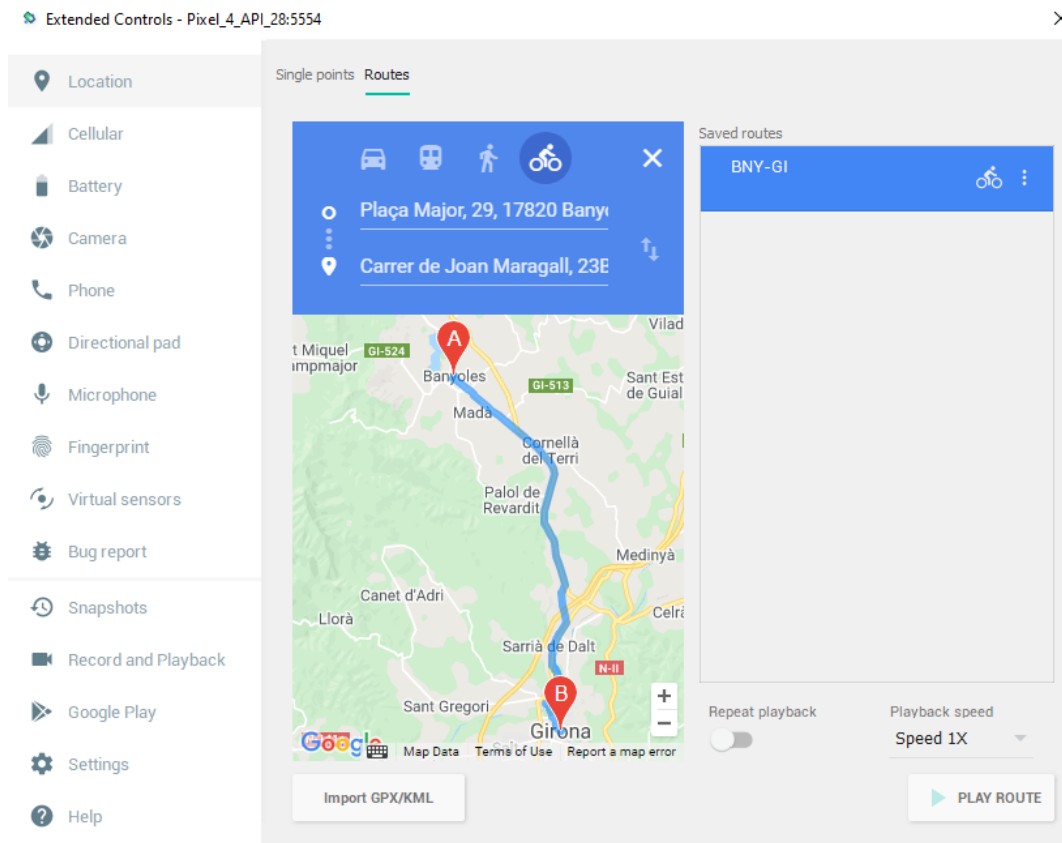 Extended Controls - Pixel_4_API_28:5554
Location
Cellular
Battery
Camera
Phone
Directional pad
Microphone
Fingerprint
Virtual sensors
Bug report
Snapshots
Record and Playback
Google Play
Settings
Help
Single points Routes
Plaça Major, 29, 17820 Banyo
Carrer de Joan Maragall, 23B
Vilad
t Miquel
ampmajor
GI-524
A
Banyoles
GI-513
Sant Est
de Guial
Madà
Cornellà
del Terri
Palol de
Revardit
Medinyà
Canet d'Adri
Llorà
Celrà
Sarrià de Dalt
N-II
B
Sant Gregori
Girona
Salt
Google
Map Data Terms of Use Report a map error
Import GPX/KML
Saved routes
BNY-GI
Repeat playback
Playback speed
Speed 1X
PLAY ROUTE